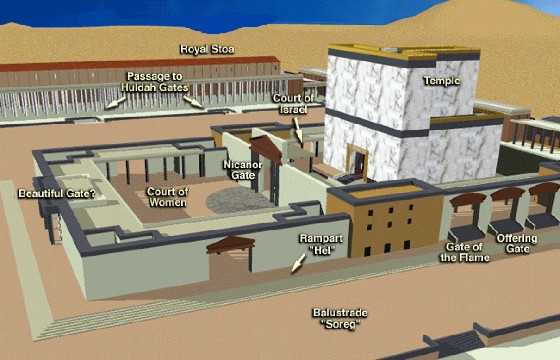 Royal Stoa
Passage to
Huldah Gates
Temple
Court of
Israel
Nicanor
Gate
Beautiful Gate?
Court of
Women
Rampart
"Hel"
Gate of
the Flame
Offering
Gate
Balustrade
"Soreg"